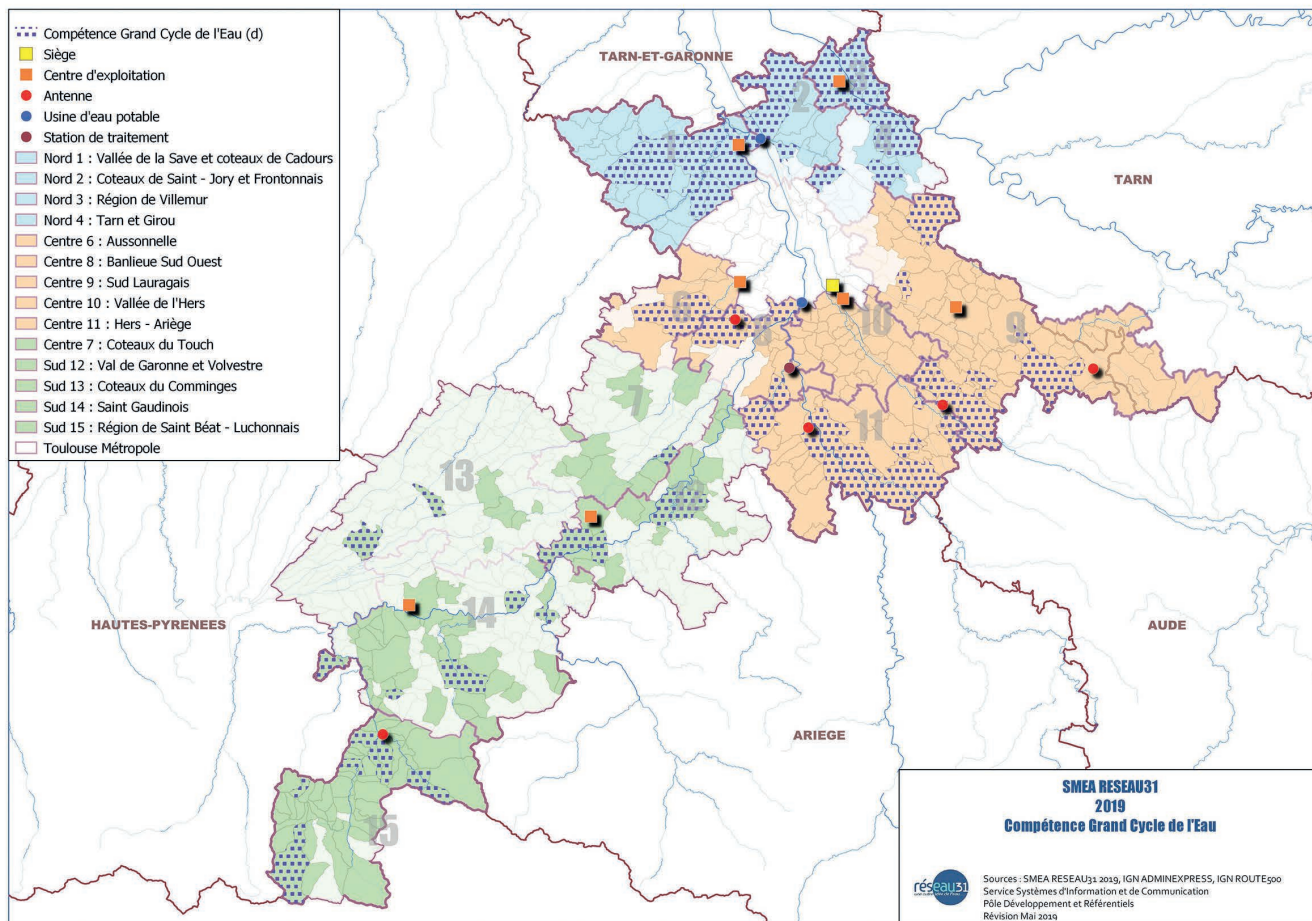 Compétence Grand Cycle de l'Eau (d)
Siège
Centre d'exploitation
Antenne
Usine d'eau potable
Station de traitement
Nord 1 : Vallée de la Save et coteaux de Cadours
Nord 2 : Coteaux de Saint - Jory et Frontonnais
Nord 3 : Région de Villemur
Nord 4 : Tarn et Girou
Centre 6 : Aussonnelle
Centre 8 : Banlieue Sud Ouest
Centre 9 : Sud Lauragais
Centre 10 : Vallée de l'Hers
Centre 11 : Hers - Ariège
Centre 7 : Coteaux du Touch
Sud 12 : Val de Garonne et Volvestre
Sud 13 : Coteaux du Comminges
Sud 14 : Saint Gaudinois
Sud 15 : Région de Saint Béat - Luchonnais
Toulouse Métropole
TARN-ET-GARONNE
3
2
1
TARN
6
8
10
9
7
11
13
12
14
HAUTES-PYRENEES
AUDE
ARIEGE
15
SMEA RESEAU31
2019
Compétence Grand Cycle de l'Eau
réseau31
Sources : SMEA RESEAU31 2019, IGN ADMINEXPRESS, IGN ROUTE500
Service Systèmes d'Information et de Communication
Pôle Développement et Référentiels
Révision Mai 2019